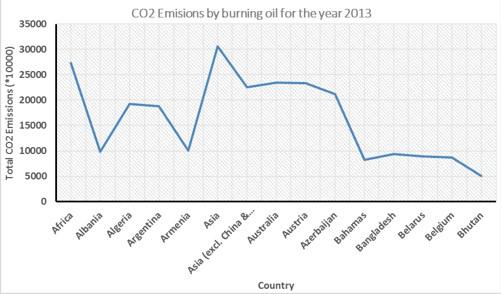 CO2 Emisions by burning oil for the year 2013
Total CO2 Emissions (*10000)
35000
30000
25000
20000
15000
10000
5000
0
Africa
Albania
Algeria
Argentina
Armenia
Asia
Asia (excl. China &...
Australia
Austria
Azerbaijan
Bahamas
Bangladesh
Belarus
Belgium
Bhutan
Country